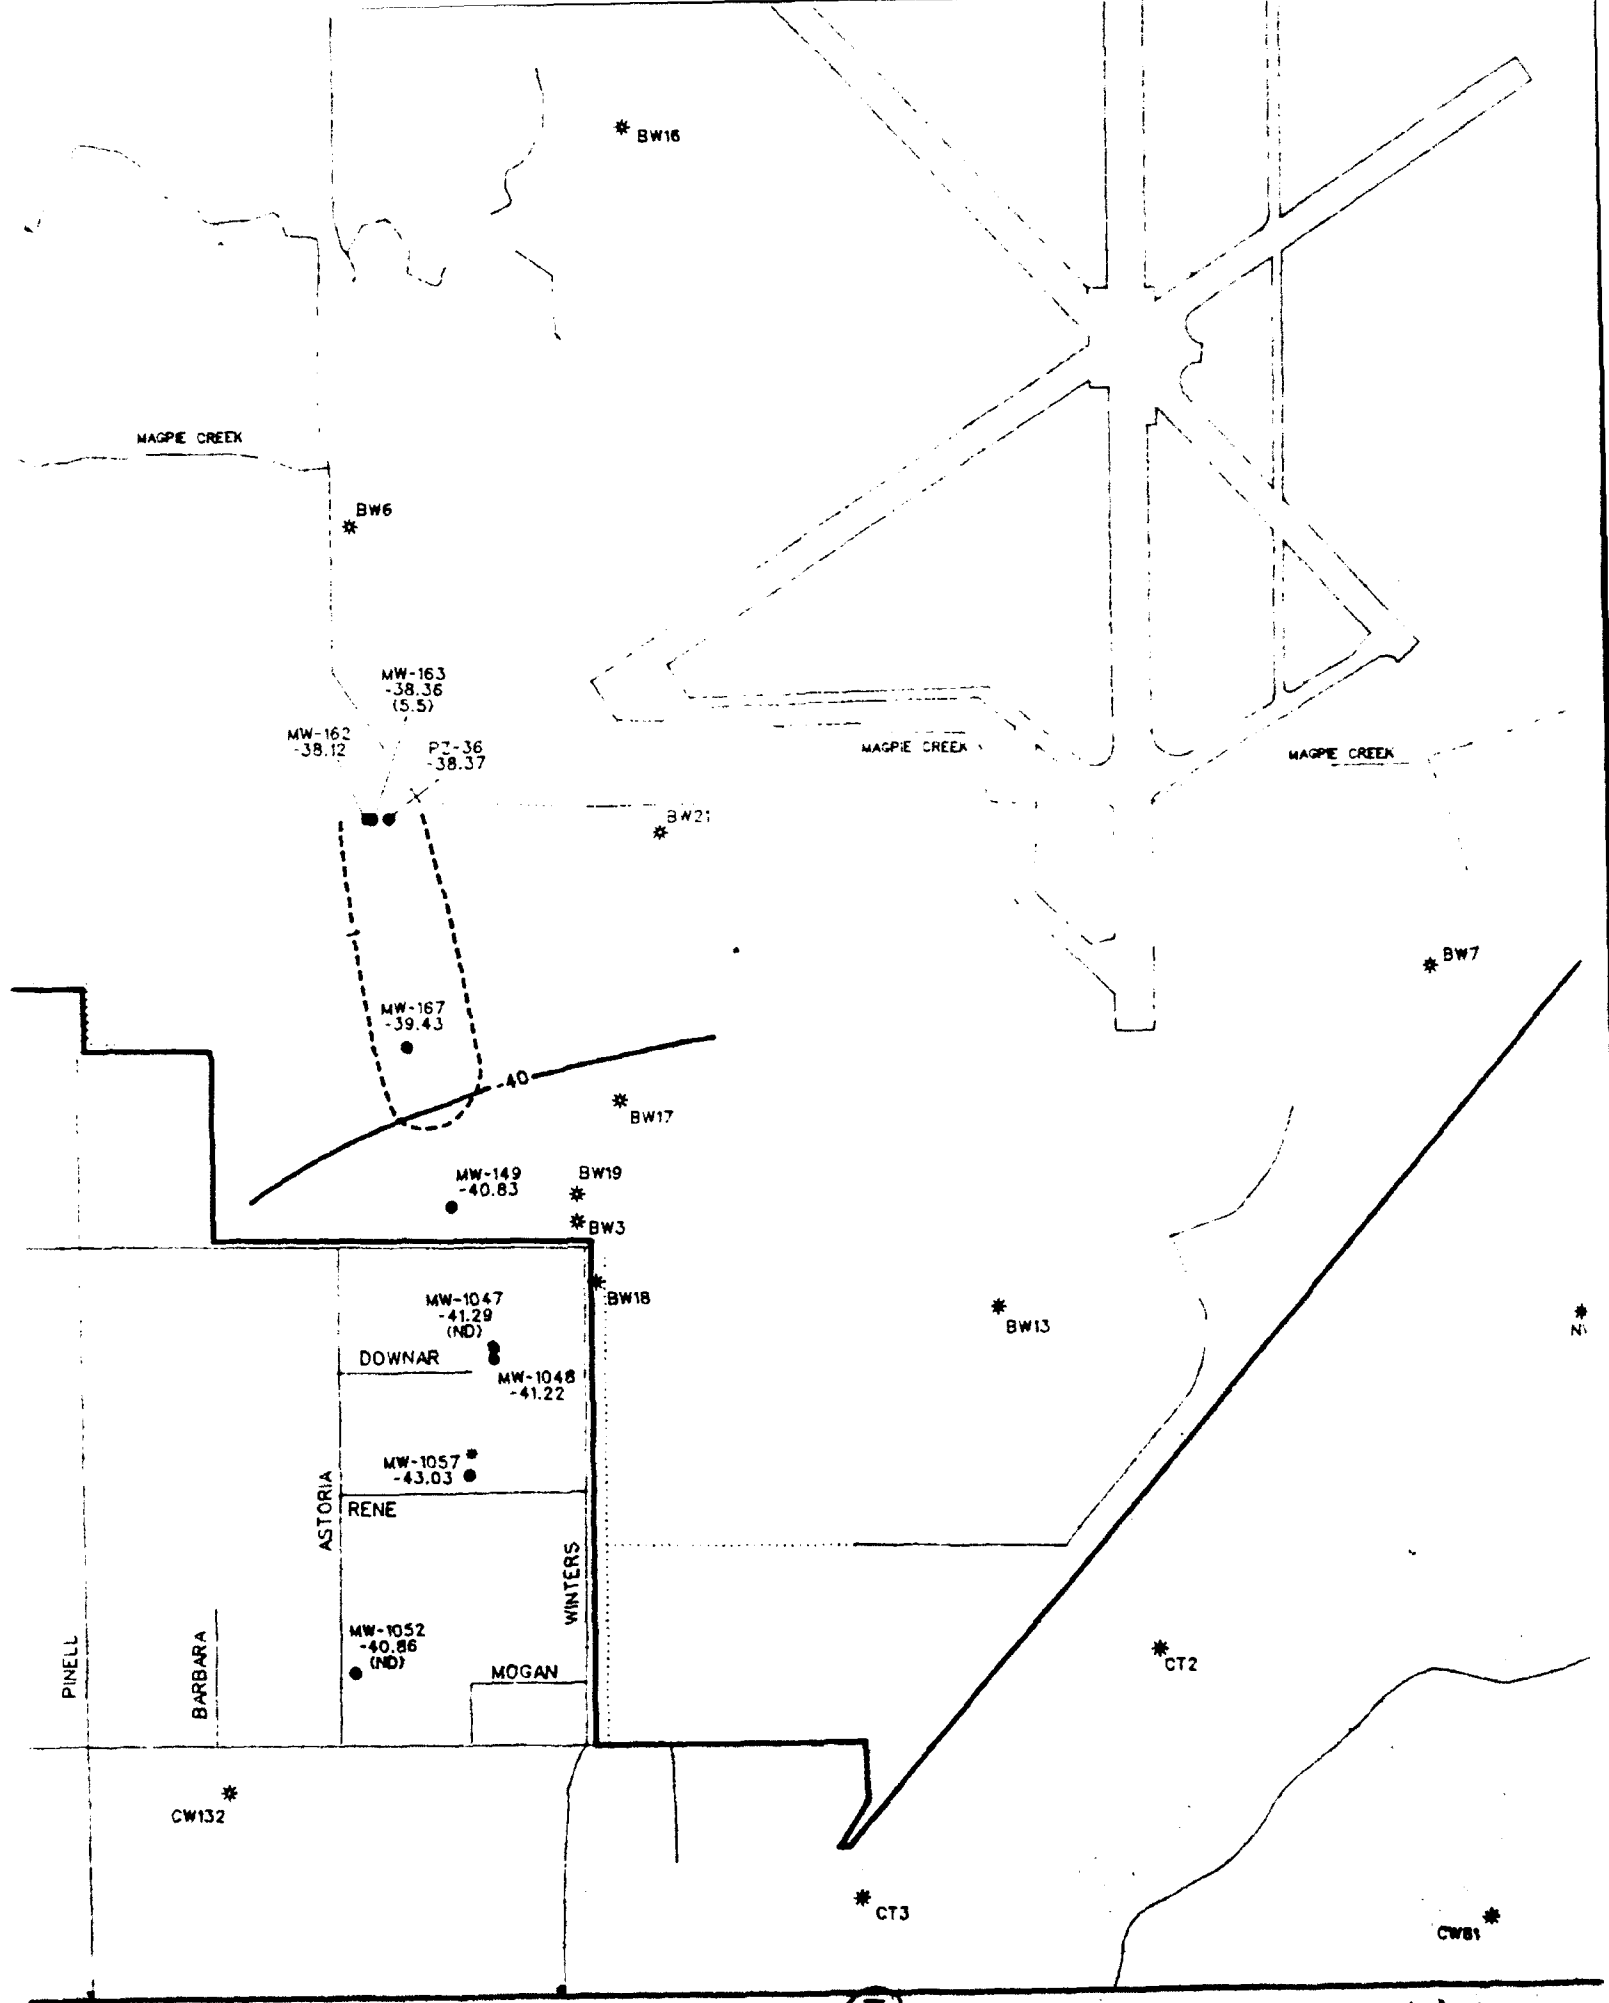 BW16
MAGPIE CREEK
BW6
MW-163
-38.36
(5.5)
MW-162
-38.12
PZ-36
-38.37
MAGPIE CREEK
MAGPIE CREEK
BW21
BW7
MW-167
-39.43
-40
BW17
MW-149
-40.83
BW19
BW3
BW18
MW-1047
-41.29
(ND)
DOWNAR
MW-1048
-41.22
BW13
MW-1057
-43.03
RENE
ASTORIA
WINTERS
MW-1052
-40.86
(ND)
MOGAN
PINELL
BARBARA
CT2
CW132
CT3
CW81